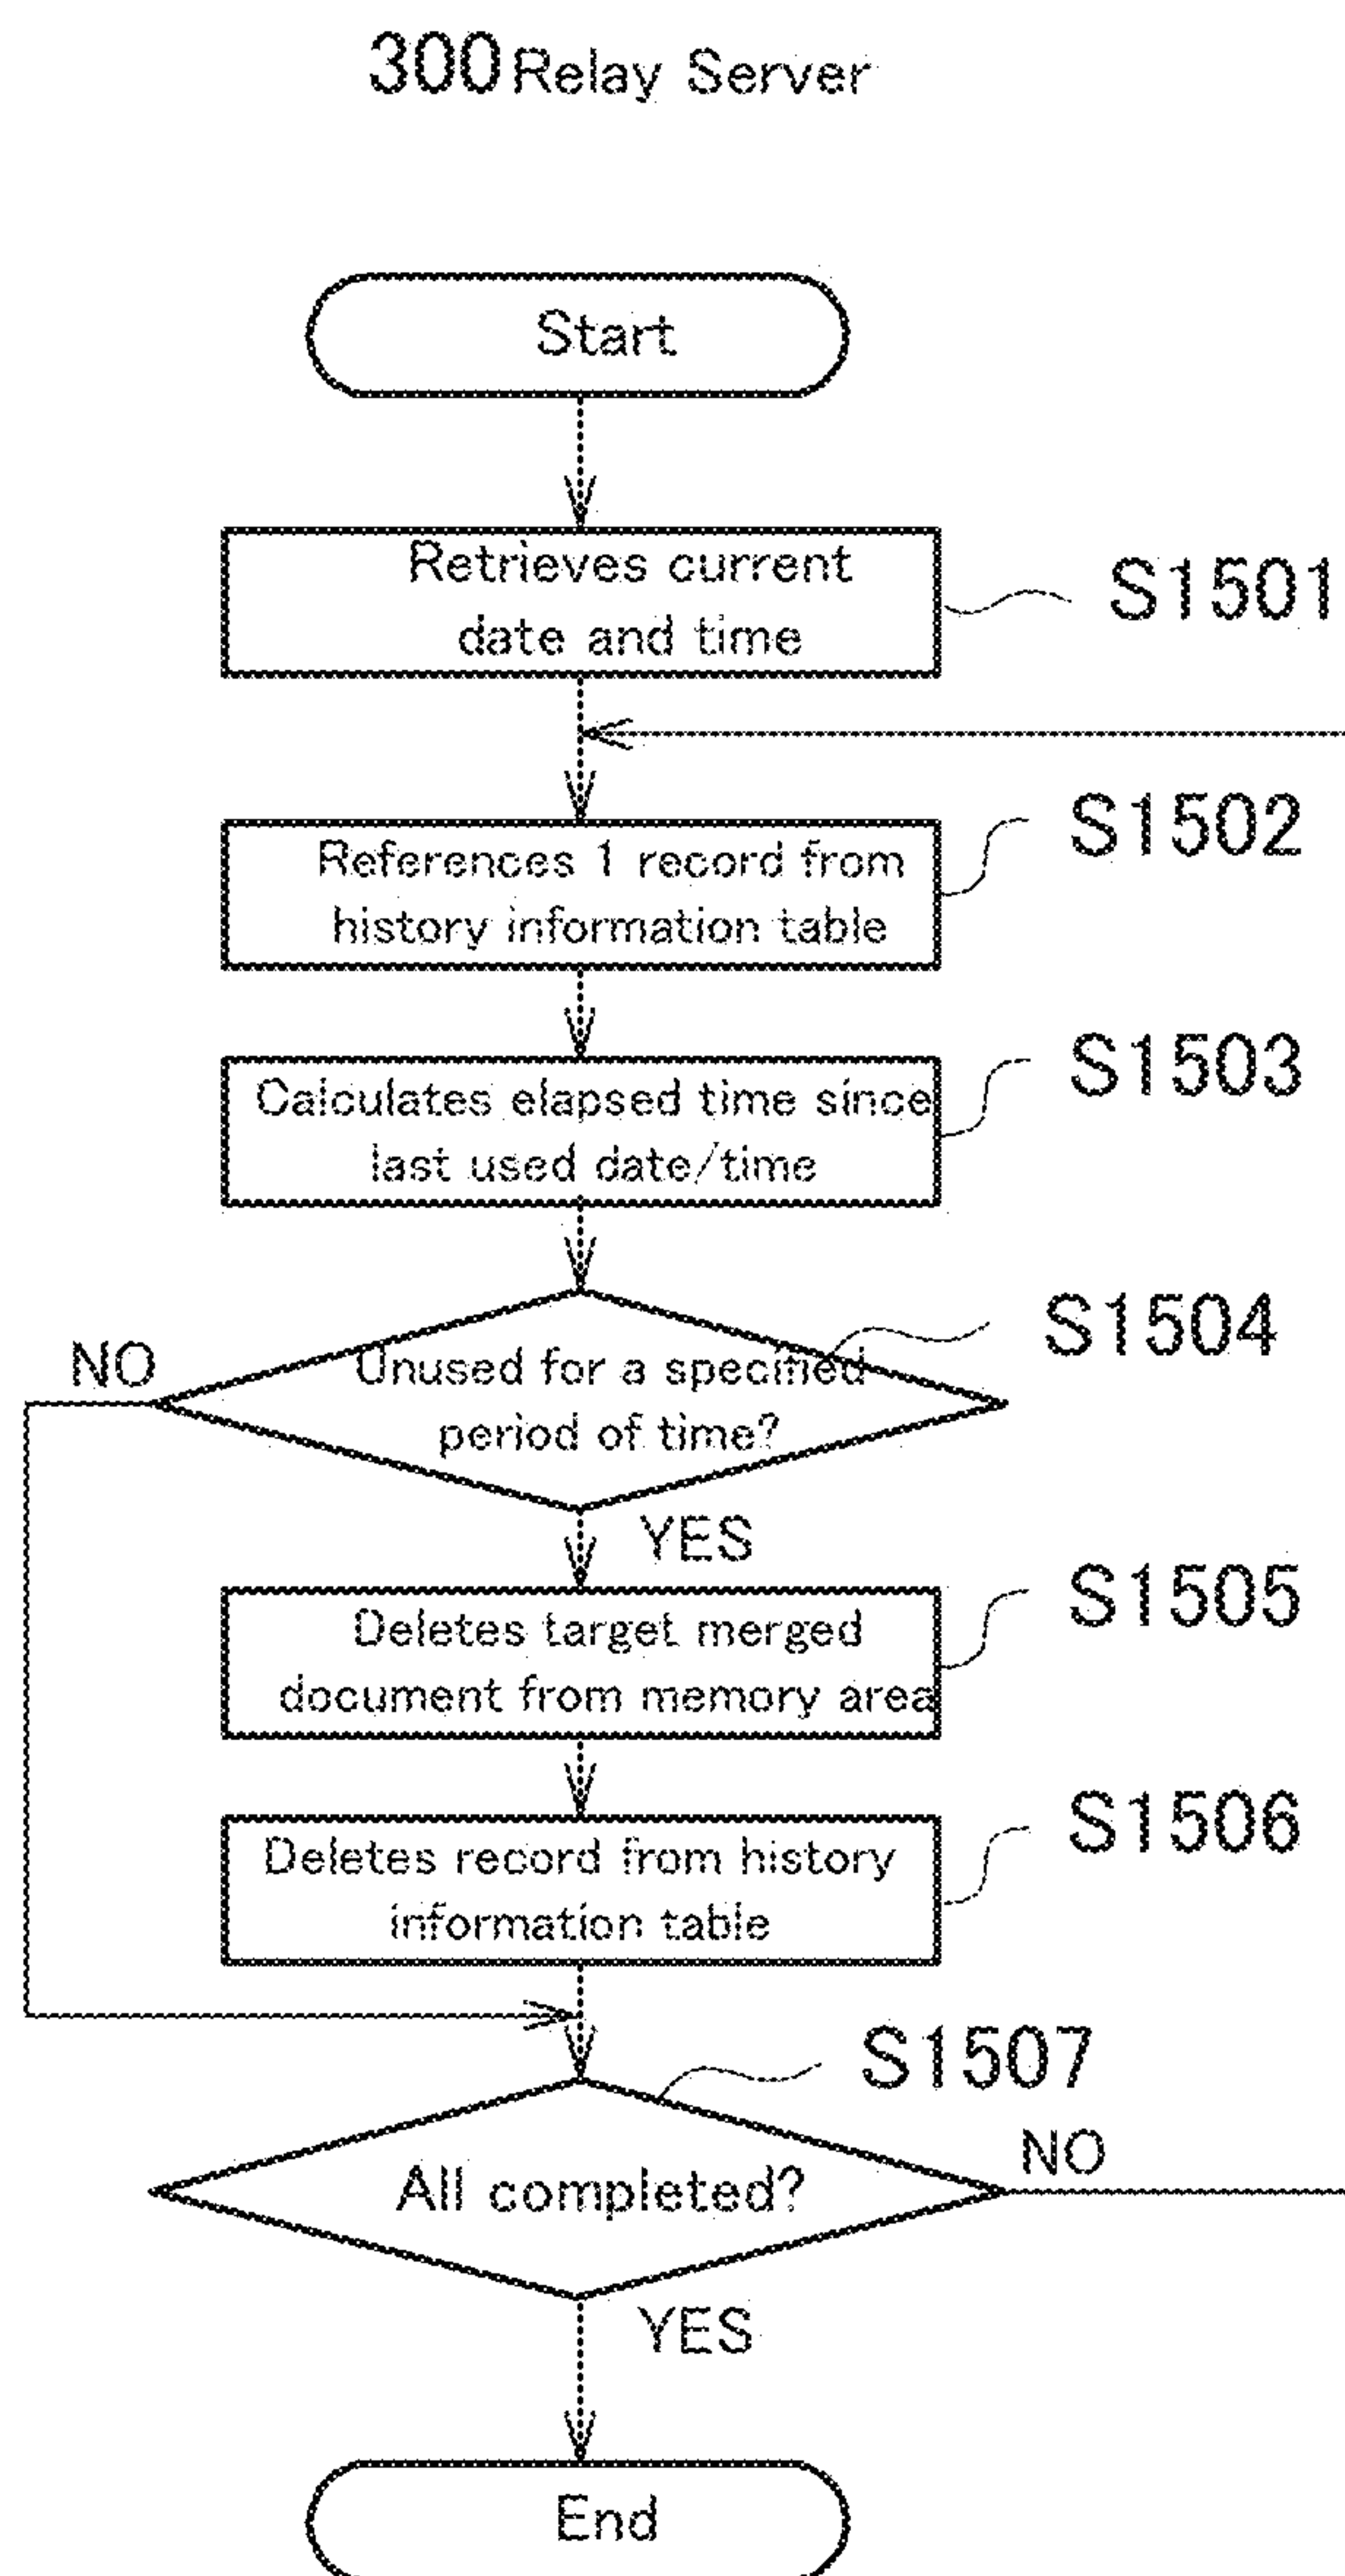 300 Relay Server
Start
Retrieves current
date and time
S1501
References 1 record from
history information table
S1502
Calculates elapsed time since
last used date/time
S1503
Unused for a specified
period of time?
S1504
NO
YES
Deletes target merged
document from memory area
S1505
Deletes record from history
information table
S1506
All completed?
S1507
NO
YES
End